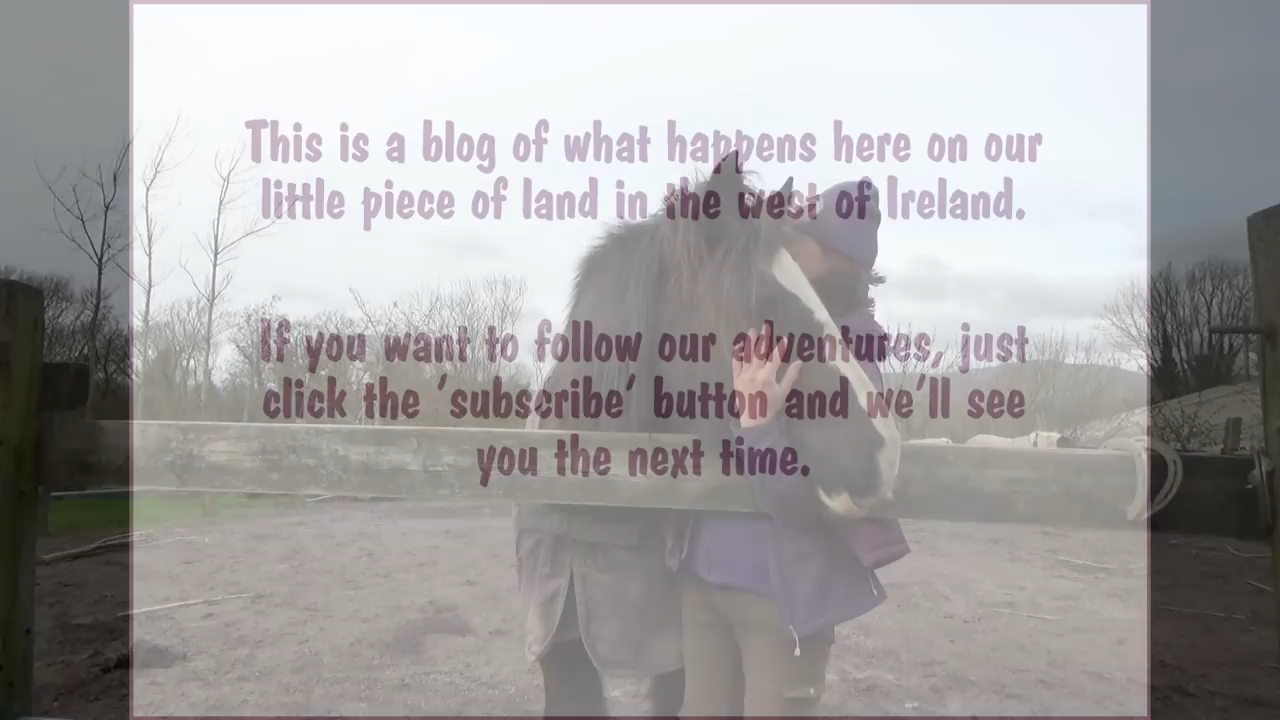 This is a blog of what happens here on our
little piece of land in the west of Ireland.
If you want to follow our adventures, just
click the 'subscribe' button and we'll see
you the next time.